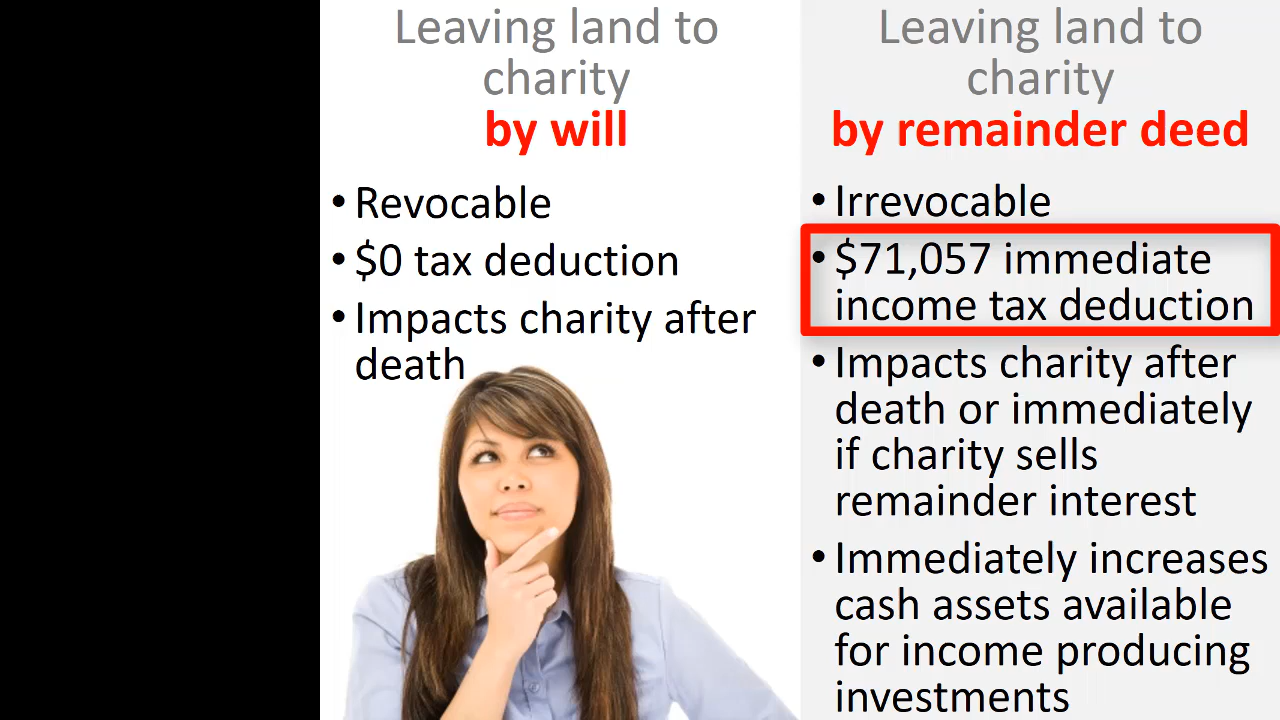 Leaving land to
charity
by will
• Revocable
• $0 tax deduction
• Impacts charity after
death
Leaving land to
charity
by remainder deed
• Irrevocable
• $71,057 immediate
income tax deduction
• Impacts charity after
death or immediately
if charity sells
remainder interest
• Immediately increases
cash assets available
for income producing
investments